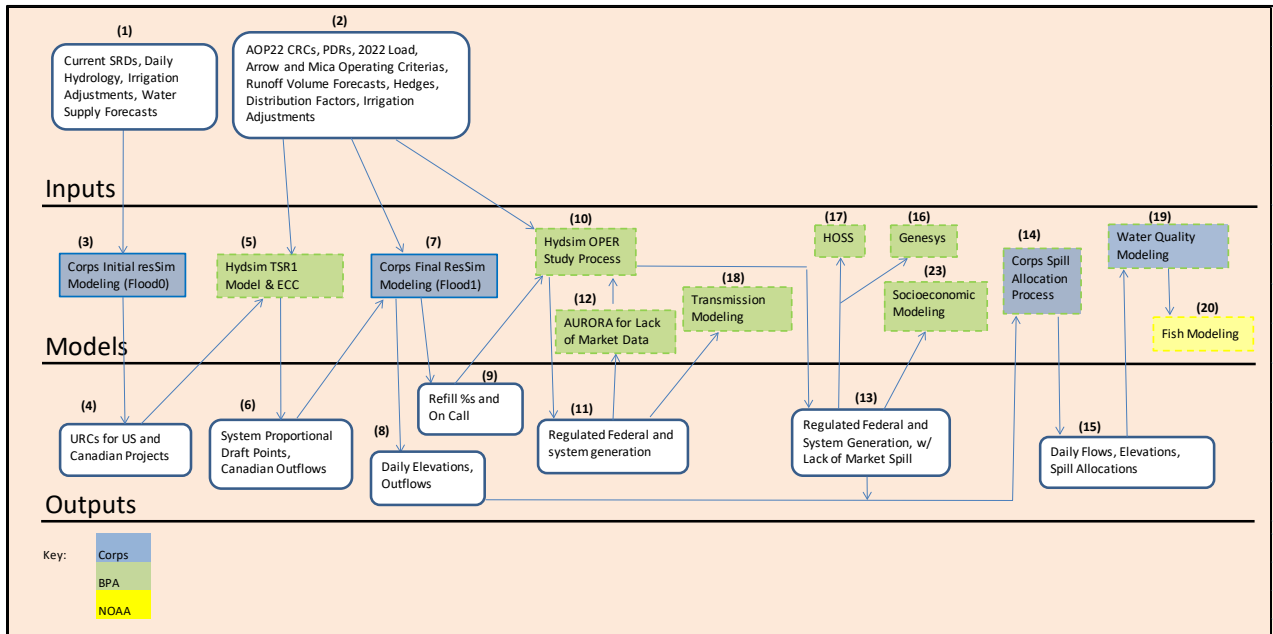 (1)
Current SRDs, Daily
Hydrology, Irrigation
Adjustments, Water
Supply Forecasts
(2)
AOP22 CRCs, PDRs, 2022 Load,
Arrow and Mica Operating Criterias,
Runoff Volume Forecasts, Hedges,
Distribution Factors, Irrigation
Adjustments
Inputs
(3)
Corps Initial resSim
Modeling (Flood0)
(5)
Hydsim TSR1
Model & ECC
(7)
Corps Final ResSim
Modeling (Flood1)
(10)
Hydsim OPER
Study Process
(12)
AURORA for Lack
of Market Data
(18)
Transmission
Modeling
(17)
HOSS
(16)
Genesys
(23)
Socioeconomic
Modeling
(14)
Corps Spill
Allocation
Process
(19)
Water Quality
Modeling
(20)
Fish Modeling
Models
(4)
URCs for US and
Canadian Projects
(6)
System Proportional
Draft Points,
Canadian Outflows
(8)
Daily Elevations,
Outflows
(9)
Refill %s and
On Call
(11)
Regulated Federal and
system generation
(13)
Regulated Federal and
System Generation, w/
Lack of Market Spill
(15)
Daily Flows, Elevations,
Spill Allocations
Outputs
Key:
Corps
BPA
NOAA